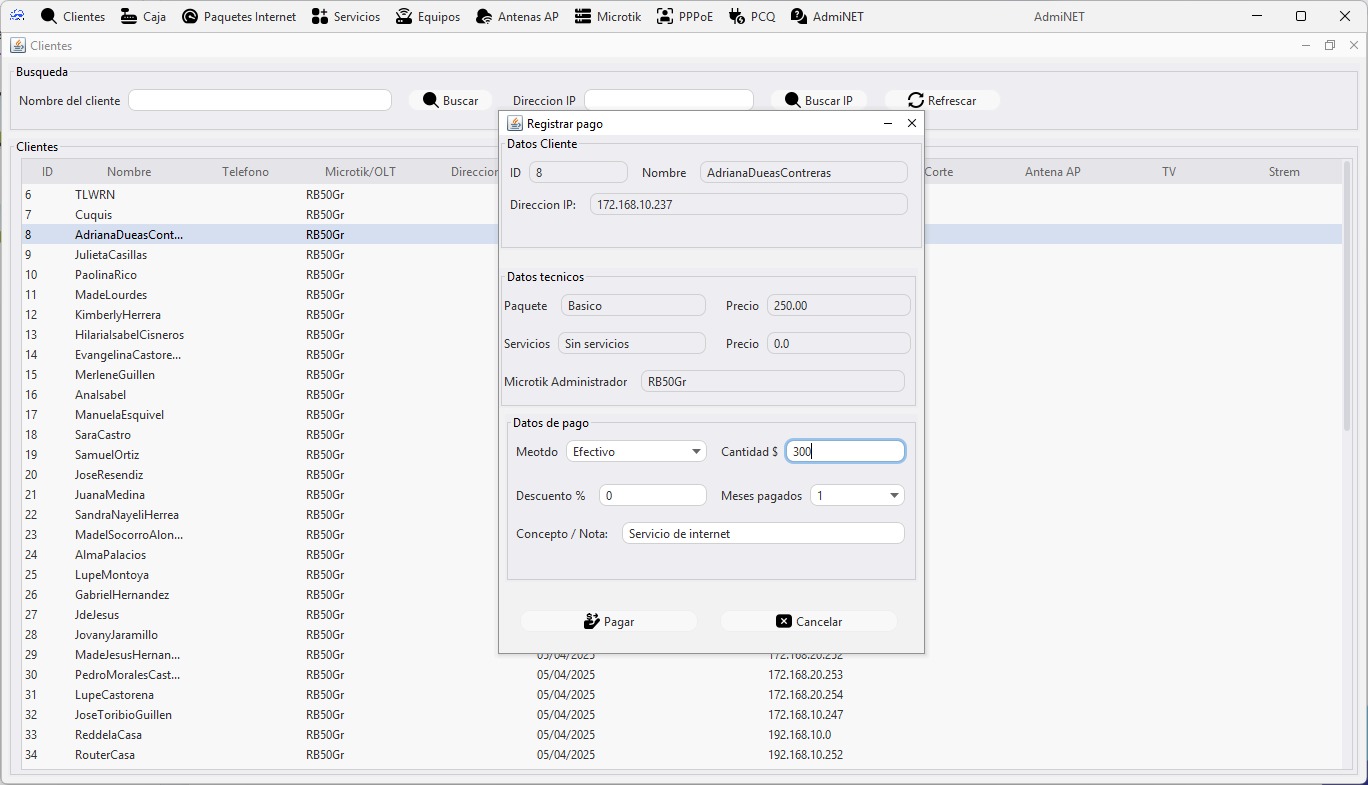 Clientes Caja Paquetes Internet Servicios Equipos Antenas AP Microtik PPPoE PCQ AdmiNET AdmiNET
Clientes
Busqueda
Nombre del cliente Buscar Direccion IP Buscar IP Refrescar
Clientes
ID Nombre Telefono Microtik/OLT Direccion Corte Antena AP TV Strem
6 TLWRN RB50Gr
7 Cuquis RB50Gr
8 AdrianaDueasCont... RB50Gr
9 JulietaCasillas RB50Gr
10 PaolinaRico RB50Gr
11 MadeLourdes RB50Gr
12 KimberlyHerrera RB50Gr
13 HilariaIsabelCisneros RB50Gr
14 EvangelinaCastore... RB50Gr
15 MerleneGuillen RB50Gr
16 AnaIsabel RB50Gr
17 ManuelaEsquivel RB50Gr
18 SaraCastro RB50Gr
19 SamuelOrtiz RB50Gr
20 JoseResendiz RB50Gr
21 JuanaMedina RB50Gr
22 SandraNayeliHerrea RB50Gr
23 MadelSocorroAlon... RB50Gr
24 AlmaPalacios RB50Gr
25 LupeMontoya RB50Gr
26 GabrielHernandez RB50Gr
27 JdeJesus RB50Gr
28 JovanyJaramillo RB50Gr
29 MadeJesusHernan... RB50Gr 05/04/2025 172.168.20.252
30 PedroMoralesCast... RB50Gr 05/04/2025 172.168.20.253
31 LupeCastorena RB50Gr 05/04/2025 172.168.20.254
32 JoseToribioGuillen RB50Gr 05/04/2025 172.168.10.247
33 ReddelaCasa RB50Gr 05/04/2025 192.168.10.0
34 RouterCasa RB50Gr 05/04/2025 192.168.10.252
Registrar pago
Datos Cliente
ID 8 Nombre AdrianaDueasContreras
Direccion IP: 172.168.10.237
Datos tecnicos
Paquete Basico Precio 250.00
Servicios Sin servicios Precio 0.0
Microtik Administrador RB50Gr
Datos de pago
Meotdo Efectivo Cantidad $ 300
Descuento % 0 Meses pagados 1
Concepto / Nota: Servicio de internet
Pagar Cancelar